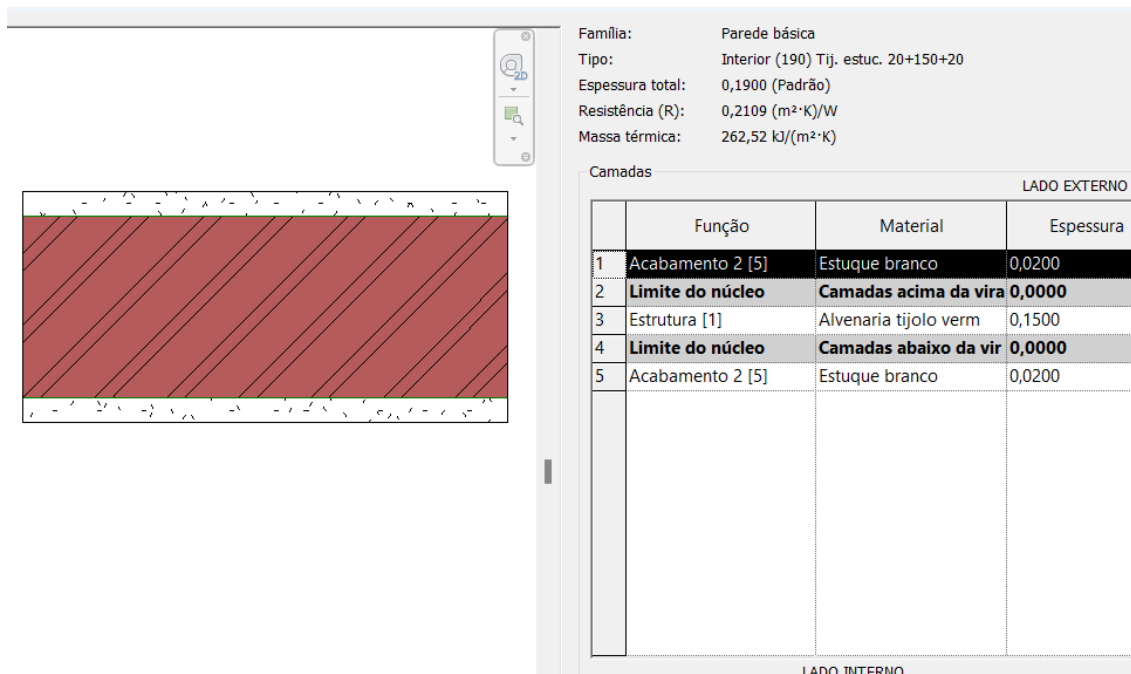 2D
Família: Parede básica
Tipo: Interior (190) Tij. estuc. 20+150+20
Espessura total: 0,1900 (Padrão)
Resistência (R): 0,2109 (m²·K)/W
Massa térmica: 262,52 kJ/(m²·K)
Camadas
LADO EXTERNO
Função Material Espessura
1 Acabamento 2 [5] Estuque branco 0,0200
2 Limite do núcleo Camadas acima da vira 0,0000
3 Estrutura [1] Alvenaria tijolo verm 0,1500
4 Limite do núcleo Camadas abaixo da vir 0,0000
5 Acabamento 2 [5] Estuque branco 0,0200
LADO INTERNO